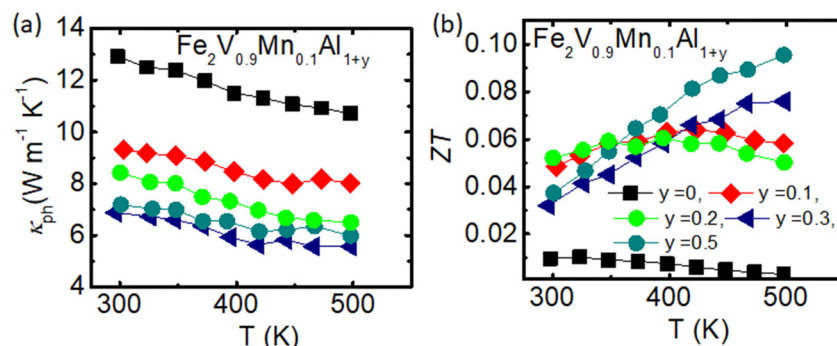 (a)
Fe2V0.9Mn0.1Al1+y
14
12
10
8
6
4
κph(W m-1 K-1)
300
400
500
T (K)
(b)
Fe2V0.9Mn0.1Al1+y
0.10
0.08
0.06
0.04
0.02
ZT
y =0, y =0.1,
y =0.2, y =0.3,
y =0.5
300
400
500
T (K)